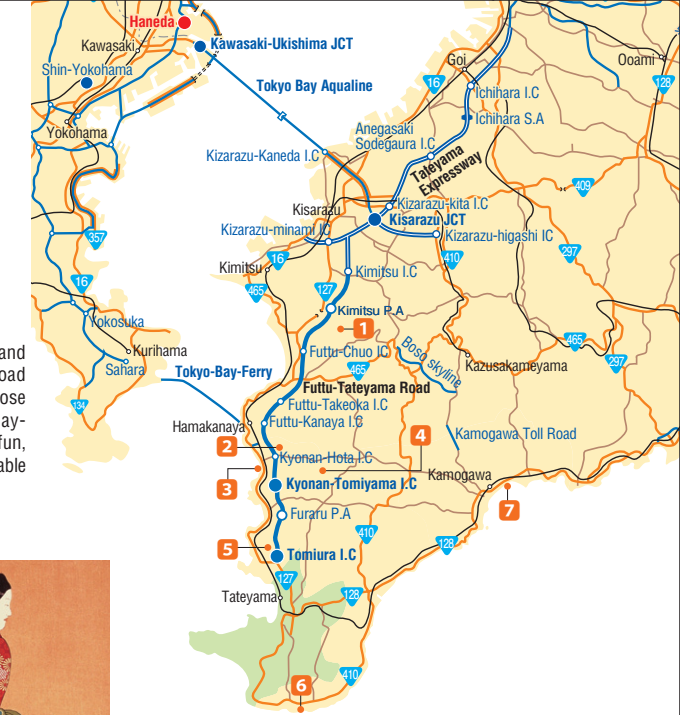 Haneda
Kawasaki
Kawasaki-Ukishima JCT
Shin-Yokohama
Tokyo Bay Aqualine
Yokohama
Goi
Ooami
16
128
Ichihara I.C
Ichihara S.A
Anegasaki
Sodegaura I.C
Kizarazu-Kaneda I.C
Taleyama
Expressway
409
Kisarazu
Kizarazu-kita I.C
Kisarazu JCT
Kizarazu-minami IC
Kizarazu-higashi IC
357
16
410
297
Kimitsu
Kimitsu I.C
16
465
127
Kimitsu P.A
1
Yokosuka
465
Kurihama
Sahara
Futtu-Chuo IC
Boso skyline
297
Kazusakameyama
and
oad
ose
ay-
fun,
able
Tokyo-Bay-Ferry
465
Futtu-Tateyama Road
134
Futtu-Takeoka I.C
Hamakanaya
Futtu-Kanaya I.C
Kamogawa Toll Road
2
4
Kyonan-Hota I.C
3
Kamogawa
Kyonan-Tomiyama I.C
7
Furaru P.A
410
5
128
Tomiura I.C
127
Tateyama
128
410
6